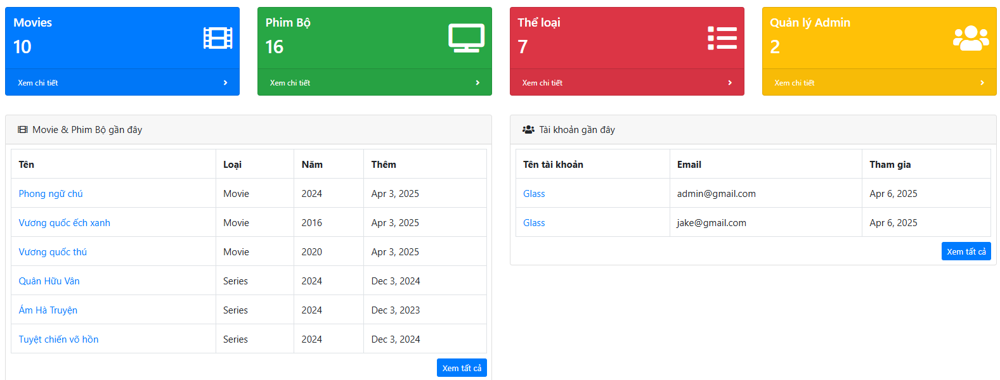 Movies
10
Xem chi tiết
Phim Bộ
16
Xem chi tiết
Thể loại
7
Xem chi tiết
Quản lý Admin
2
Xem chi tiết
Movie & Phim Bộ gần đây
Tên Loại Năm Thêm
Phong ngữ chú Movie 2024 Apr 3, 2025
Vương quốc ếch xanh Movie 2016 Apr 3, 2025
Vương quốc thú Movie 2020 Apr 3, 2025
Quân Hữu Vân Series 2024 Dec 3, 2024
Ám Hà Truyện Series 2024 Dec 3, 2023
Tuyệt chiến võ hồn Series 2024 Dec 3, 2024
Xem tất cả
Tài khoản gần đây
Tên tài khoản Email Tham gia
Glass admin@gmail.com Apr 6, 2025
Glass jake@gmail.com Apr 6, 2025
Xem tất cả